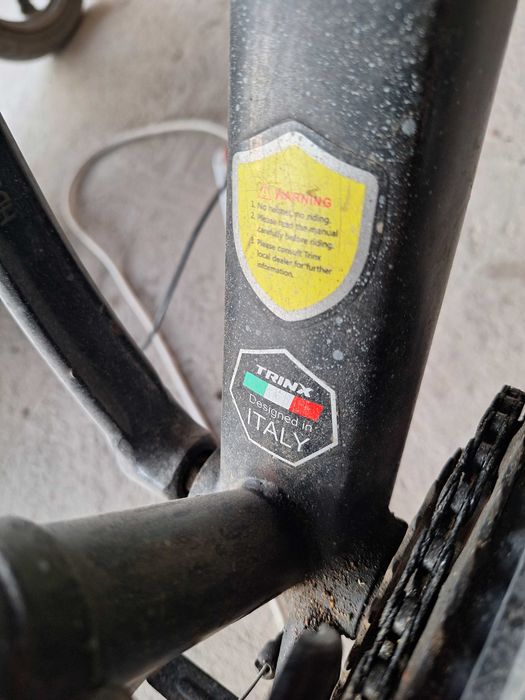 WARNING
1. No helmet, no riding.
2. Please read the manual
carefully before riding.
3. Please consult Trinx
local dealer for further
information.
TRINX
Designed in
ITALY